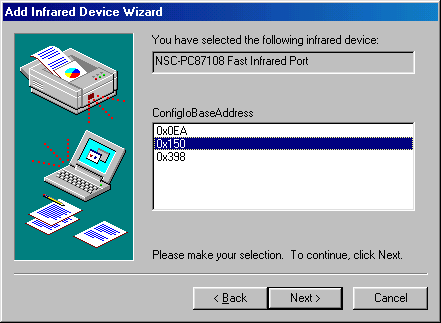 Add Infrared Device Wizard
You have selected the following infrared device:
NSC-PC87108 Fast Infrared Port
ConfigIoBaseAddress
0x0EA
0x150
0x398
Please make your selection. To continue, click Next.
< Back
Next >
Cancel